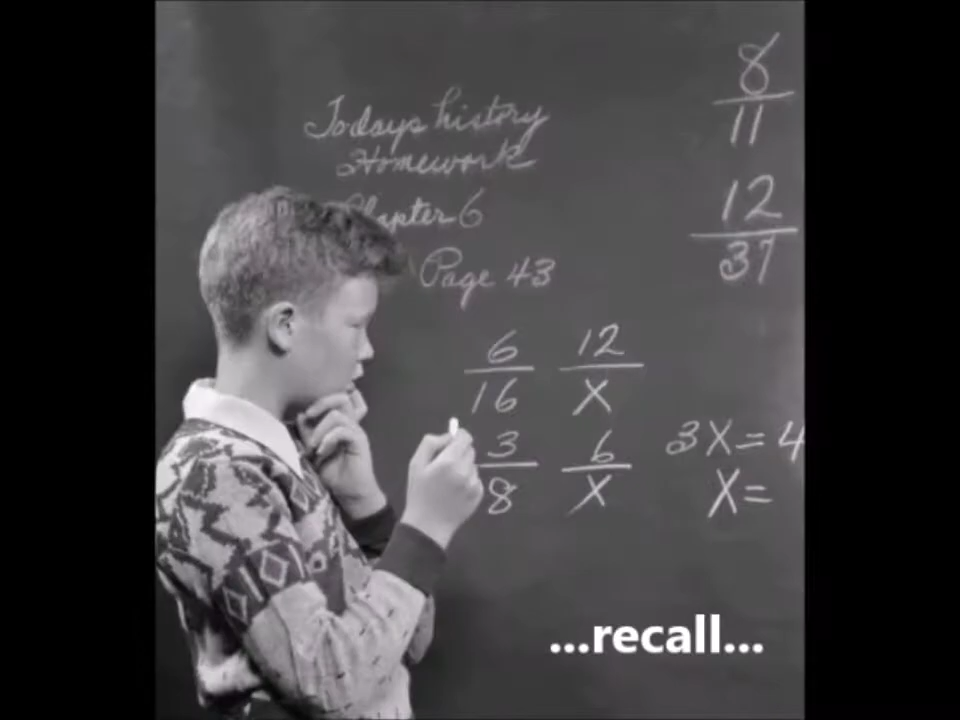 8
11
Todays history
Homework
Chapter 6
12
37
Page 43
6 12
16 X
3 6
8 X
3X = 4
X =
...recall...